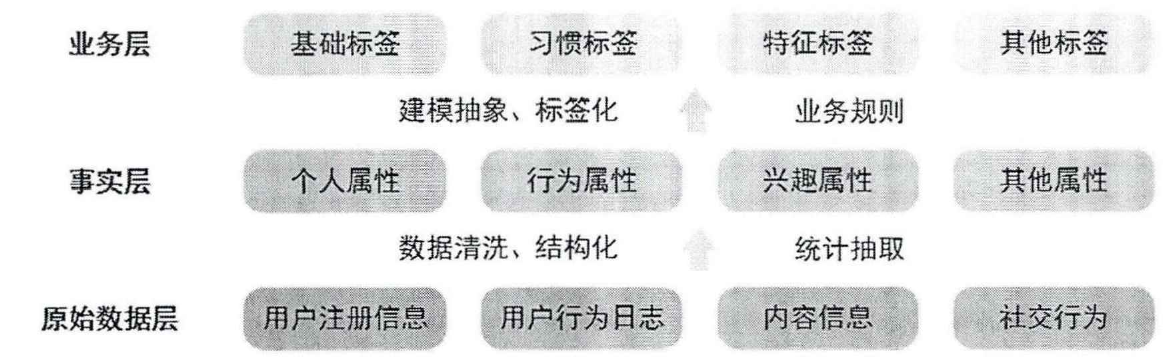 业务层 基础标签 习惯标签 特征标签 其他标签
建模抽象、标签化 业务规则
事实层 个人属性 行为属性 兴趣属性 其他属性
数据清洗、结构化 统计抽取
原始数据层 用户注册信息 用户行为日志 内容信息 社交行为